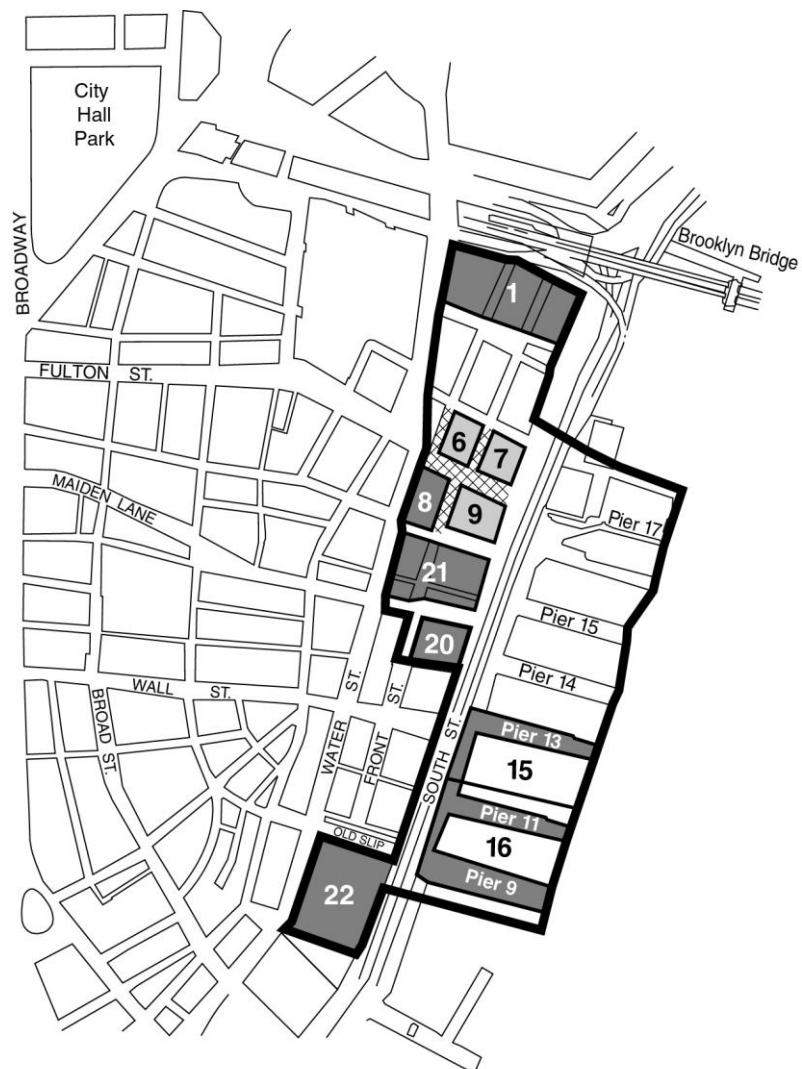 City
Hall
Park
BROADWAY
Brooklyn Bridge
1
FULTON ST.
6
7
MAIDEN LANE
8
9
Pier 17
21
Pier 15
20
Pier 14
WALL ST.
BROAD ST.
WATER ST.
FRONT ST.
SOUTH ST.
Pier 13
15
Pier 11
16
OLD SLIP
Pier 9
22